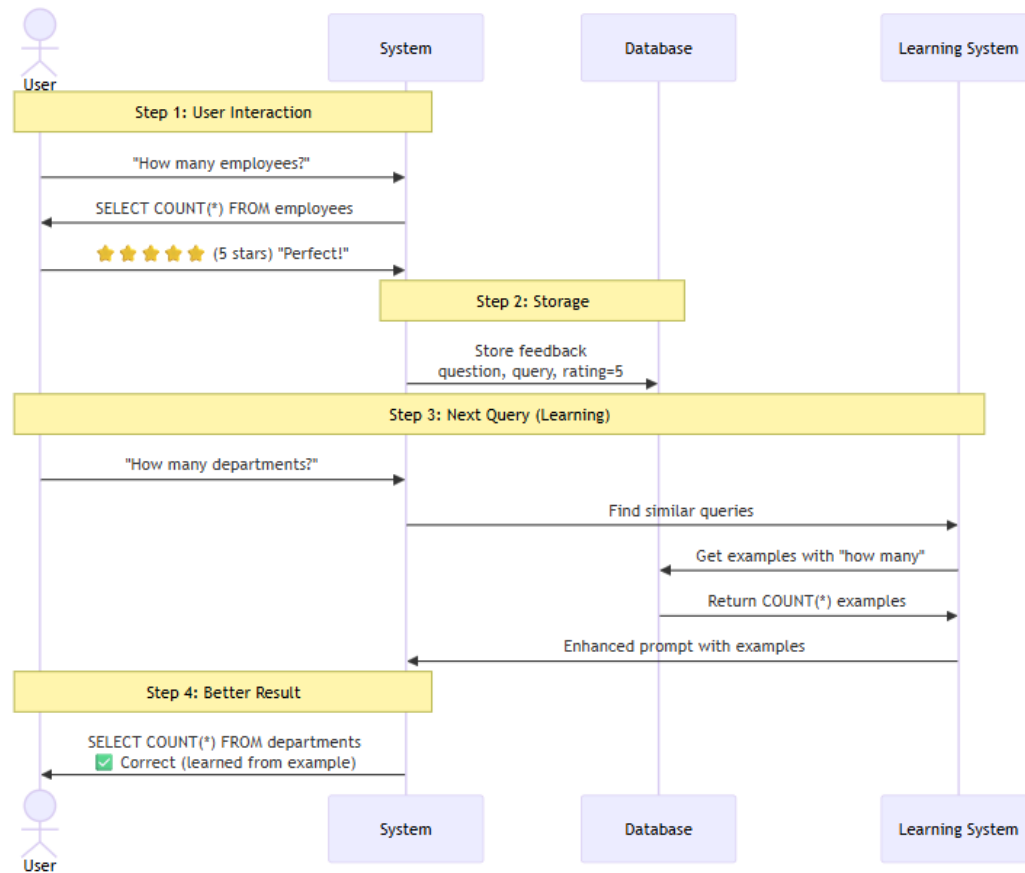 User
System
Database
Learning System
Step 1: User Interaction
"How many employees?"
SELECT COUNT(*) FROM employees
⭐⭐⭐⭐⭐ (5 stars) "Perfect!"
Step 2: Storage
Store feedback
question, query, rating=5
Step 3: Next Query (Learning)
"How many departments?"
Find similar queries
Get examples with "how many"
Return COUNT(*) examples
Enhanced prompt with examples
Step 4: Better Result
SELECT COUNT(*) FROM departments
✅ Correct (learned from example)
User
System
Database
Learning System